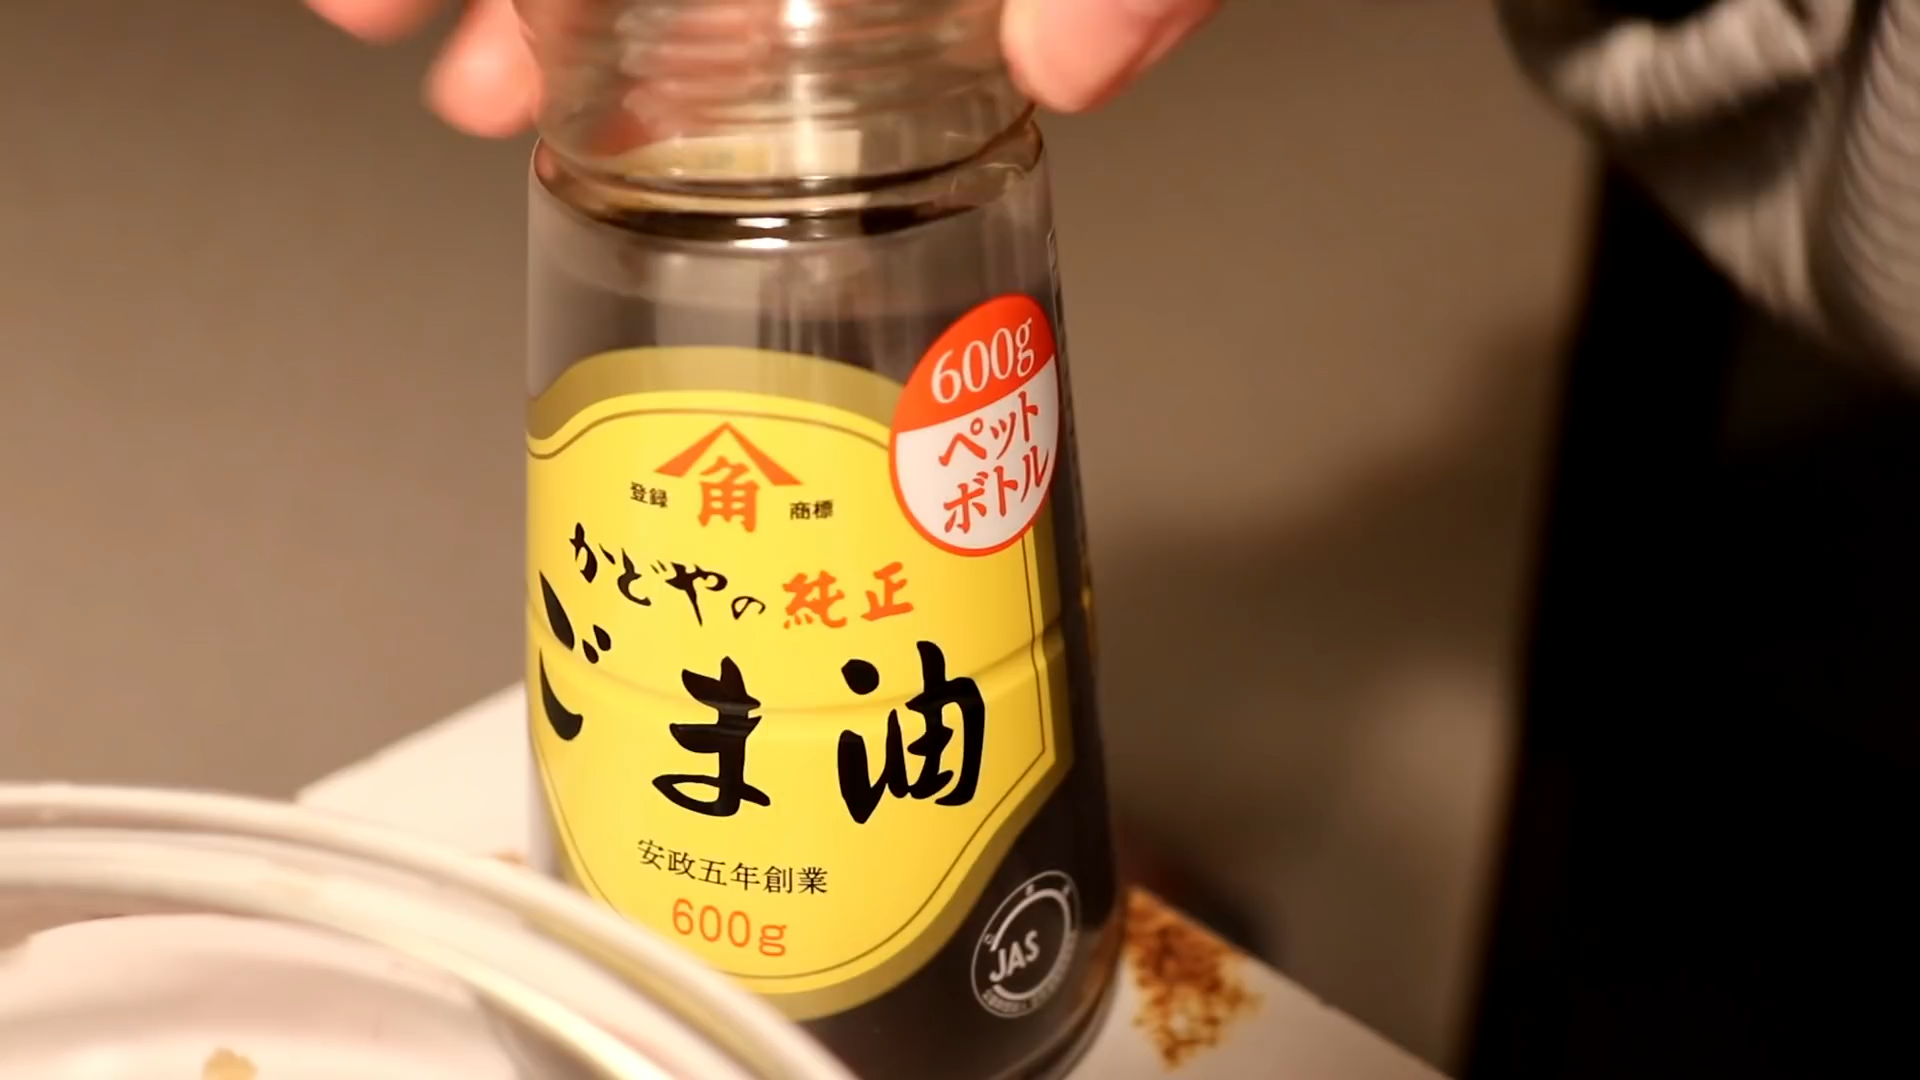 600g
ペット
ボトル
角
登録 商標
かどやの純正
ごま油
安政五年創業
600g
JAS